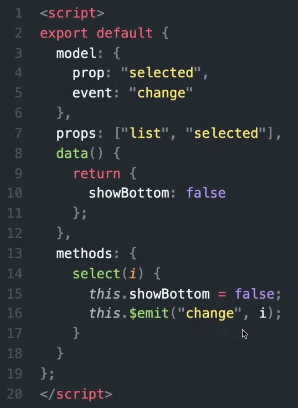 1 <script>
2 export default {
3   model: {
4     prop: "selected",
5     event: "change"
6   },
7   props: ["list", "selected"],
8   data() {
9     return {
10       showBottom: false
11     };
12   },
13   methods: {
14     select(i) {
15       this.showBottom = false;
16       this.$emit("change", i);
17     }
18   }
19 };
20 </script>